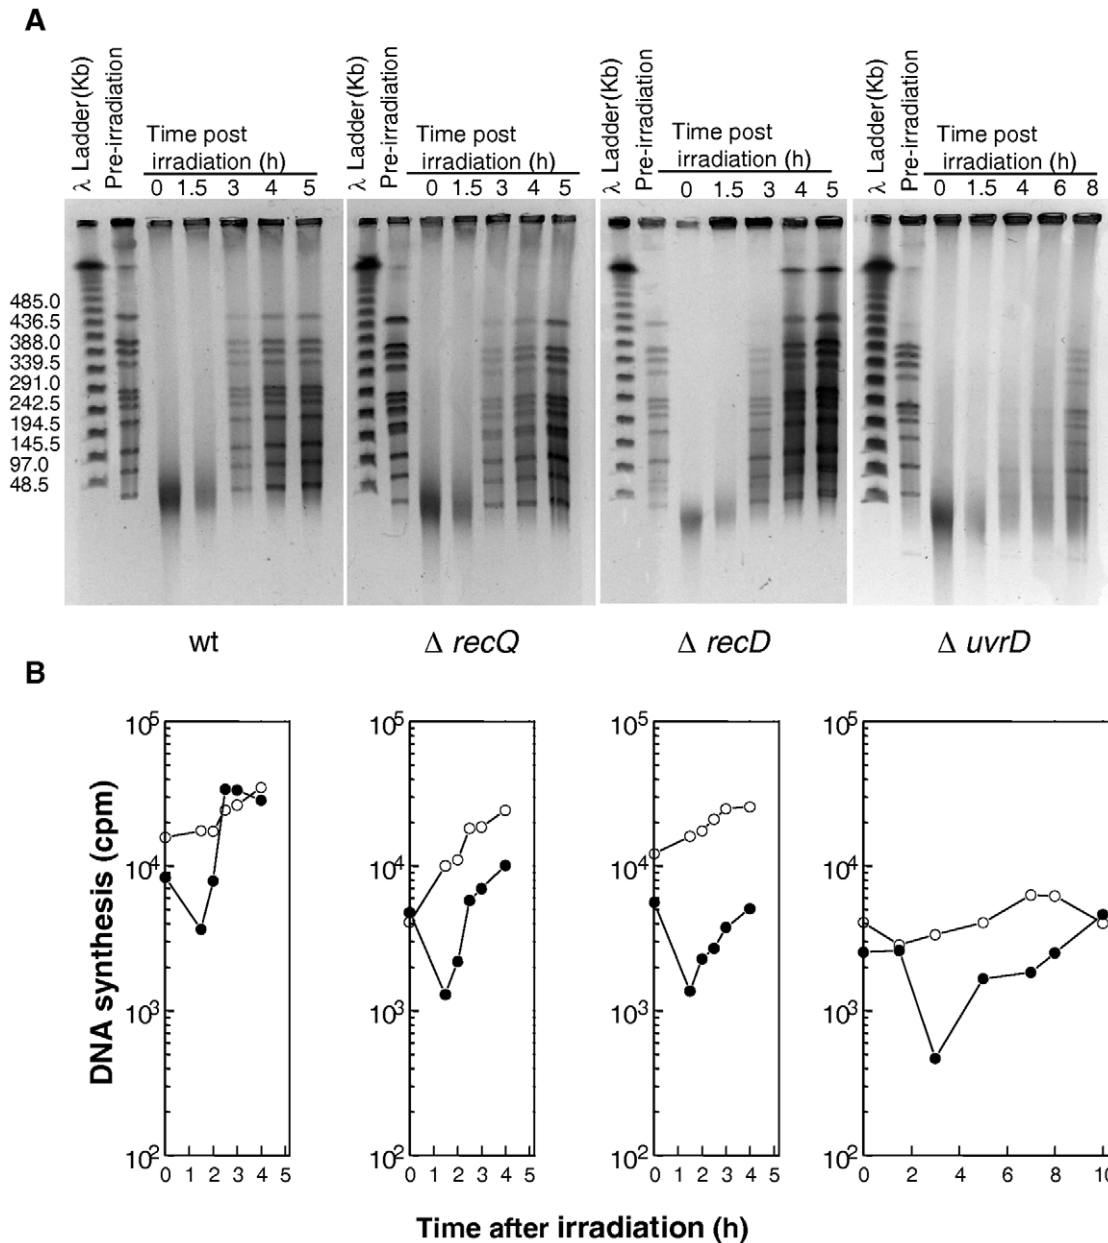 A
λ Ladder(Kb)
Pre-irradiation
Time post
irradiation (h)
0 1.5 3 4 5
λ Ladder(Kb)
Pre-irradiation
Time post
irradiation (h)
0 1.5 3 4 5
λ Ladder(Kb)
Pre-irradiation
Time post
irradiation (h)
0 1.5 3 4 5
λ Ladder(Kb)
Pre-irradiation
Time post
irradiation (h)
0 1.5 4 6 8
485.0
436.5
388.0
339.5
291.0
242.5
194.5
145.5
97.0
48.5
wt
Δ recQ
Δ recD
Δ uvrD
B
DNA synthesis (cpm)
10⁵
10⁴
10³
10²
0 1 2 3 4 5
10⁵
10⁴
10³
10²
0 1 2 3 4 5
10⁵
10⁴
10³
10²
0 1 2 3 4 5
10⁵
10⁴
10³
10²
0 2 4 6 8 10
Time after irradiation (h)